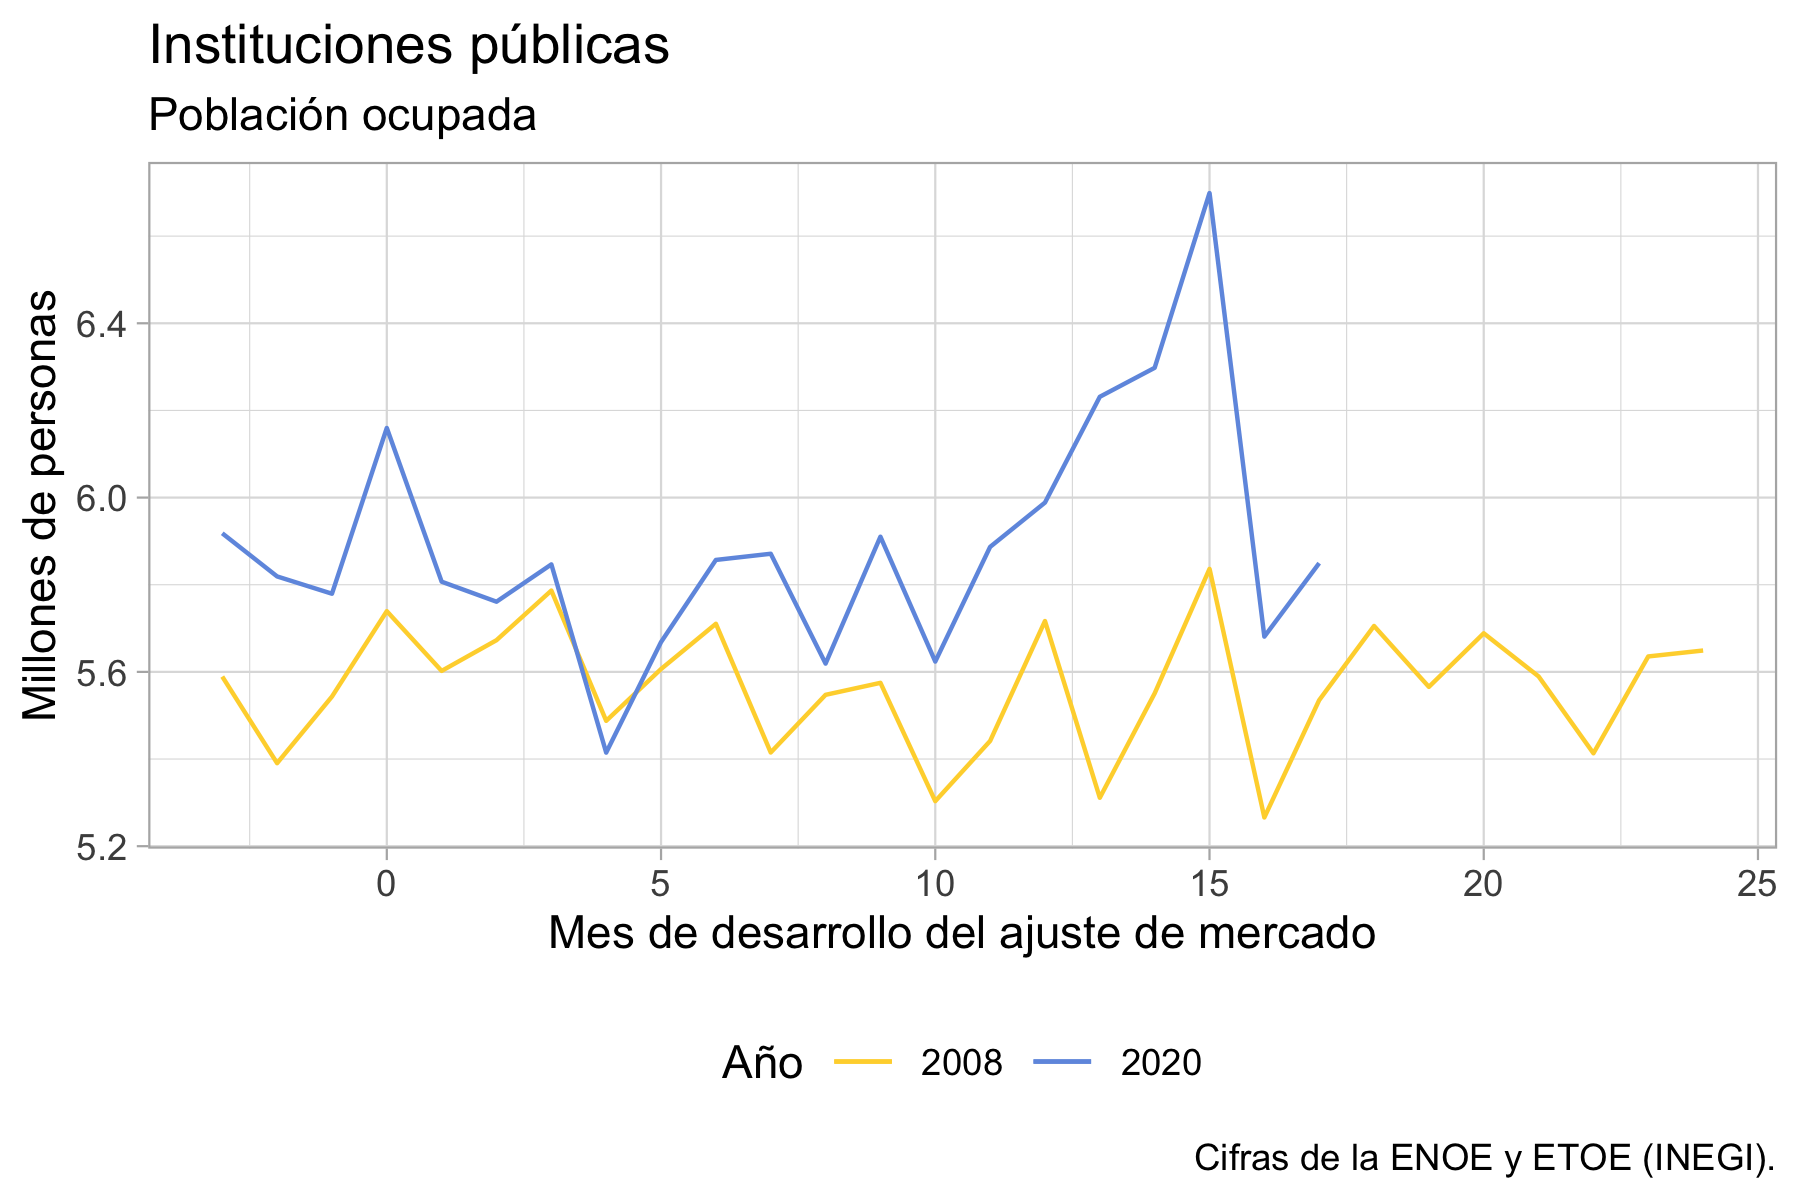 Instituciones públicas
Población ocupada
Millones de personas
6.4
6.0
5.6
5.2
0 5 10 15 20 25
Mes de desarrollo del ajuste de mercado
Año 2008 2020
Cifras de la ENOE y ETOE (INEGI).